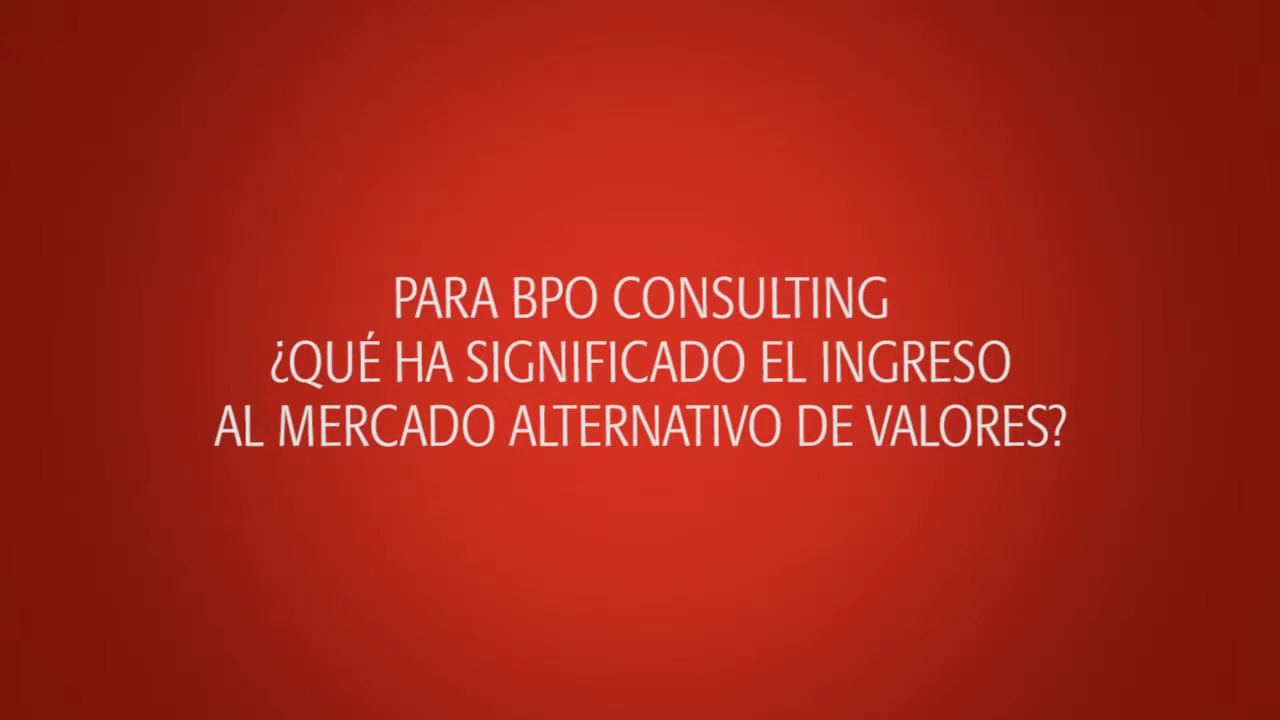 PARA BPO CONSULTING
¿QUÉ HA SIGNIFICADO EL INGRESO
AL MERCADO ALTERNATIVO DE VALORES?